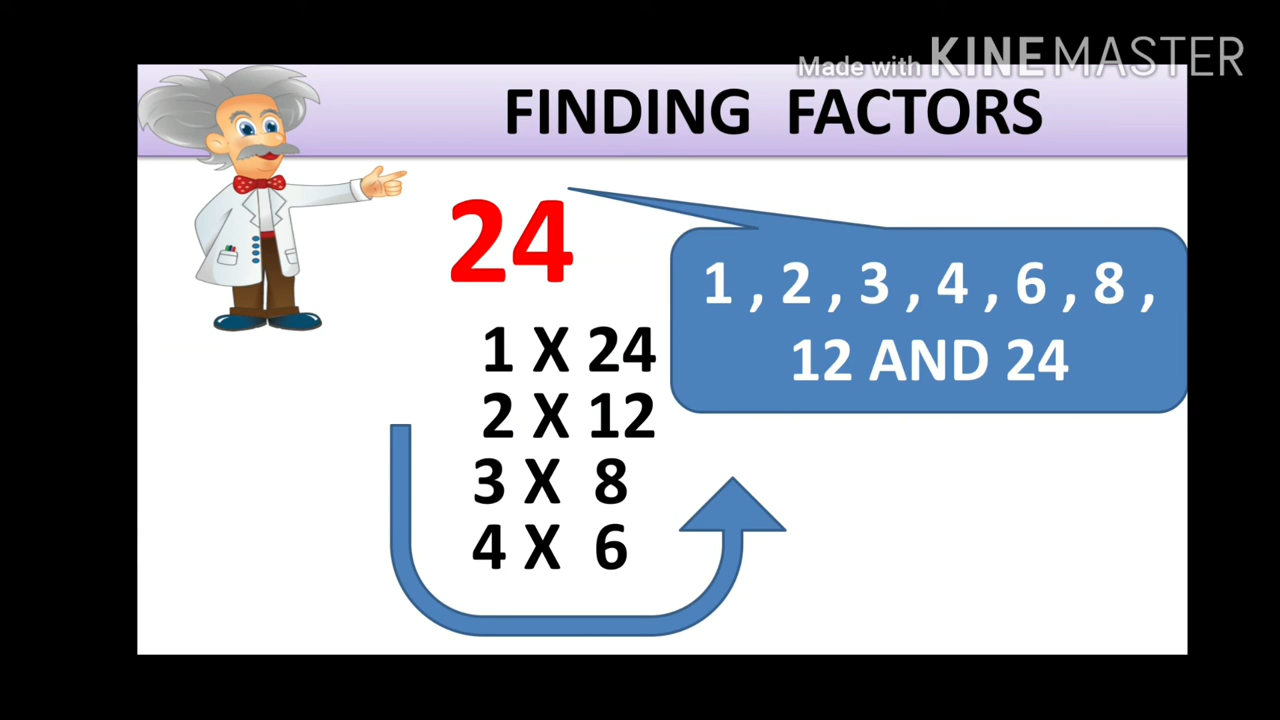 Made with KINEMASTER
FINDING FACTORS
24
1 , 2 , 3 , 4 , 6 , 8 ,
12 AND 24
1 X 24
2 X 12
3 X 8
4 X 6